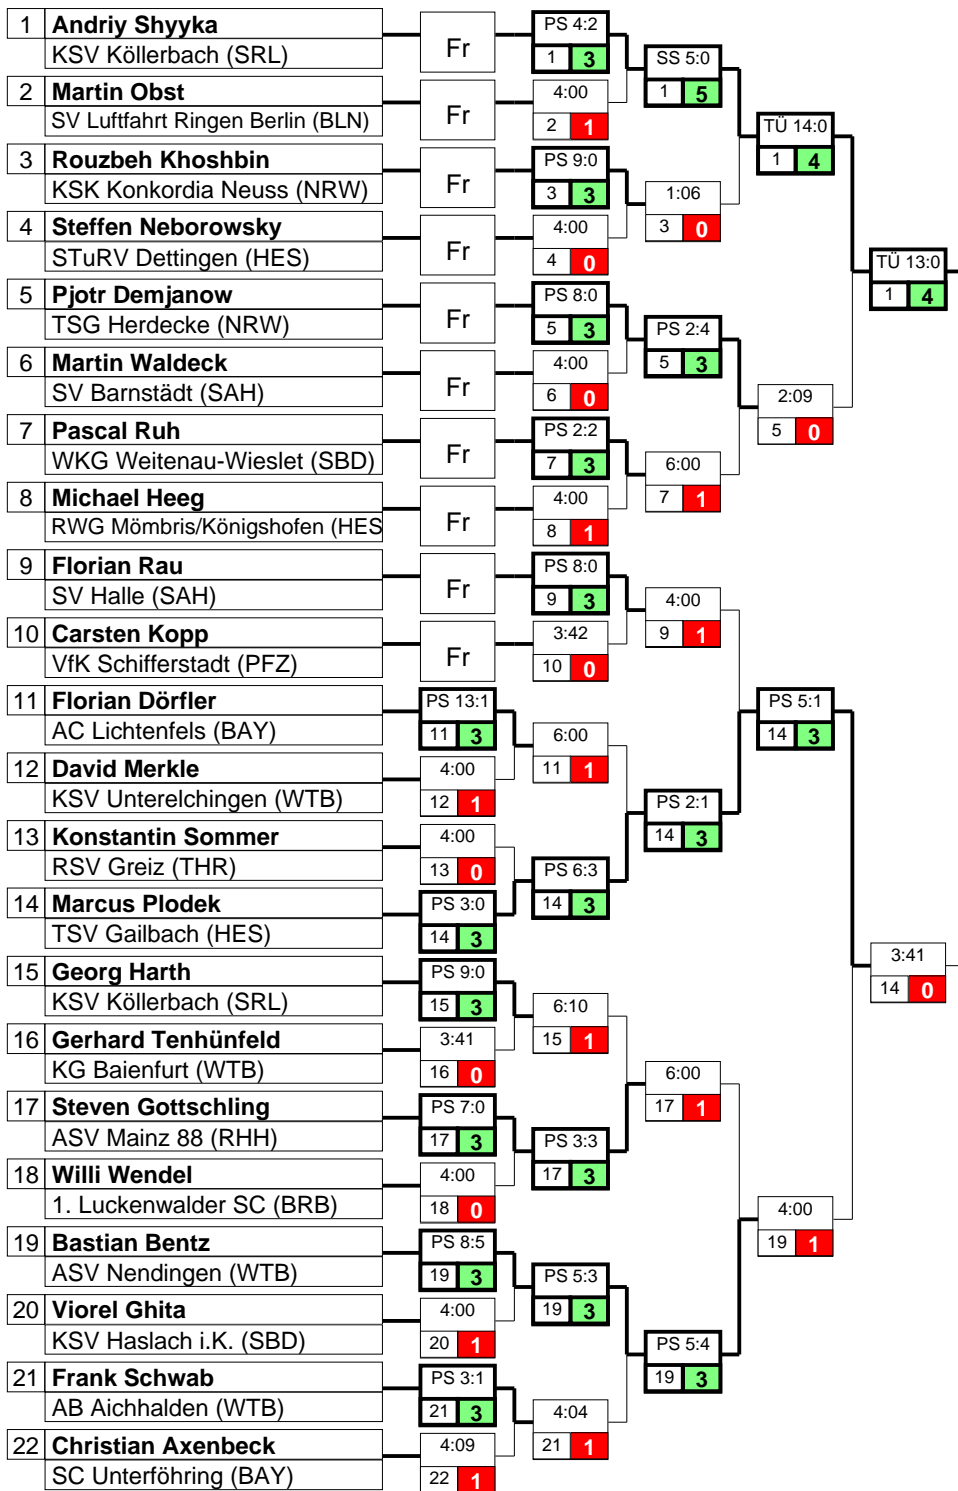 1 Andriy Shyyka
KSV Köllerbach (SRL)
Fr
PS 4:2
1 3
SS 5:0
1 5
2 Martin Obst
SV Luftfahrt Ringen Berlin (BLN)
Fr
4:00
2 1
TÜ 14:0
1 4
3 Rouzbeh Khoshbin
KSK Konkordia Neuss (NRW)
Fr
PS 9:0
3 3
1:06
3 0
4 Steffen Neborowsky
STuRV Dettingen (HES)
Fr
4:00
4 0
TÜ 13:0
1 4
5 Pjotr Demjanow
TSG Herdecke (NRW)
Fr
PS 8:0
5 3
PS 2:4
5 3
6 Martin Waldeck
SV Barnstädt (SAH)
Fr
4:00
6 0
2:09
5 0
7 Pascal Ruh
WKG Weitenau-Wieslet (SBD)
Fr
PS 2:2
7 3
6:00
7 1
8 Michael Heeg
RWG Mömbris/Königshofen (HES
Fr
4:00
8 1
9 Florian Rau
SV Halle (SAH)
Fr
PS 8:0
9 3
4:00
9 1
10 Carsten Kopp
VfK Schifferstadt (PFZ)
Fr
3:42
10 0
11 Florian Dörfler
AC Lichtenfels (BAY)
PS 13:1
11 3
6:00
11 1
PS 5:1
14 3
12 David Merkle
KSV Unterelchingen (WTB)
4:00
12 1
PS 2:1
14 3
13 Konstantin Sommer
RSV Greiz (THR)
4:00
13 0
PS 6:3
14 3
14 Marcus Plodek
TSV Gailbach (HES)
PS 3:0
14 3
3:41
14 0
15 Georg Harth
KSV Köllerbach (SRL)
PS 9:0
15 3
6:10
15 1
16 Gerhard Tenhünfeld
KG Baienfurt (WTB)
3:41
16 0
6:00
17 1
17 Steven Gottschling
ASV Mainz 88 (RHH)
PS 7:0
17 3
PS 3:3
17 3
18 Willi Wendel
1. Luckenwalder SC (BRB)
4:00
18 0
4:00
19 1
19 Bastian Bentz
ASV Nendingen (WTB)
PS 8:5
19 3
PS 5:3
19 3
20 Viorel Ghita
KSV Haslach i.K. (SBD)
4:00
20 1
PS 5:4
19 3
21 Frank Schwab
AB Aichhalden (WTB)
PS 3:1
21 3
4:04
21 1
22 Christian Axenbeck
SC Unterföhring (BAY)
4:09
22 1